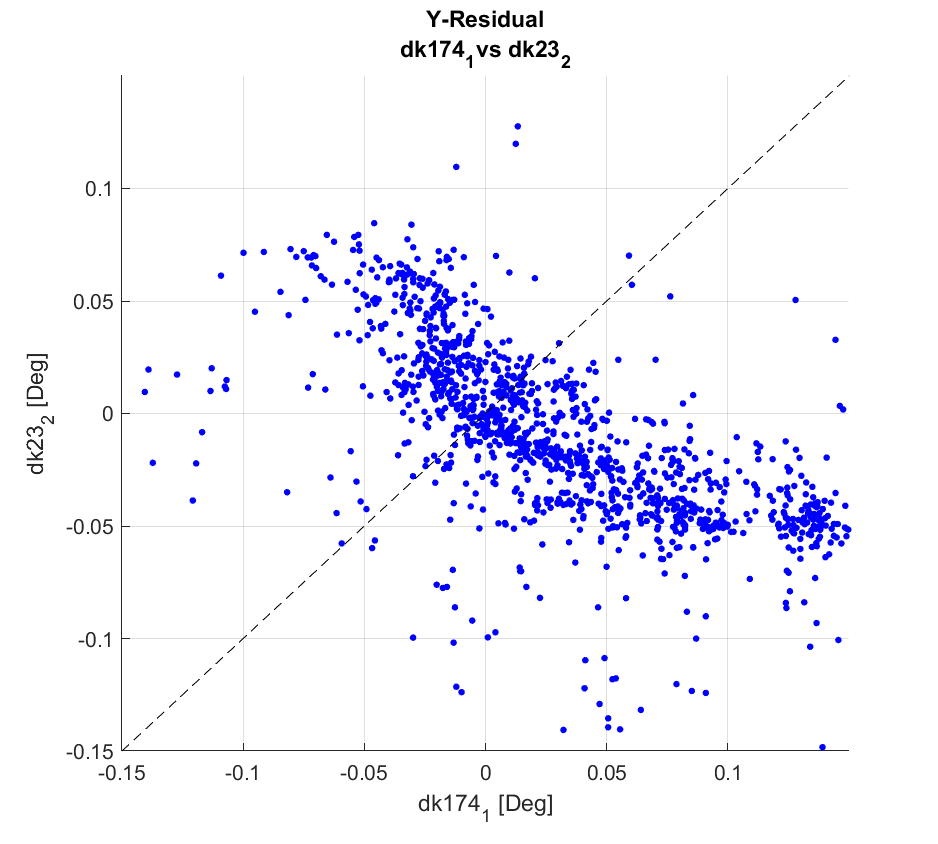 Y-Residual
dk174₁vs dk23₂
0.1
0.05
0
-0.05
-0.1
-0.15
dk23₂ [Deg]
-0.15 -0.1 -0.05 0 0.05 0.1
dk174₁ [Deg]